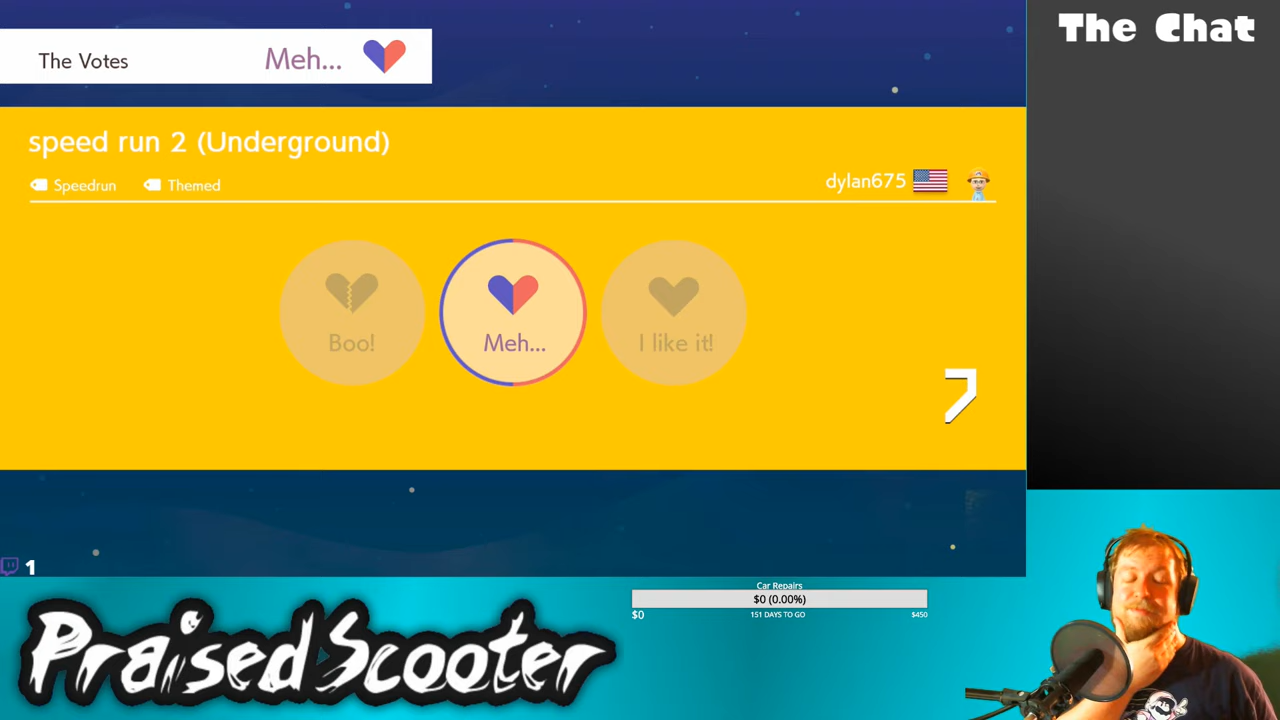 The Votes Meh...
The Chat
speed run 2 (Underground)
Speedrun Themed
dylan675
Boo!
Meh...
I like it!
7
1
PraisedScooter
Car Repairs
$0 (0.00%)
$0 151 DAYS TO GO $450